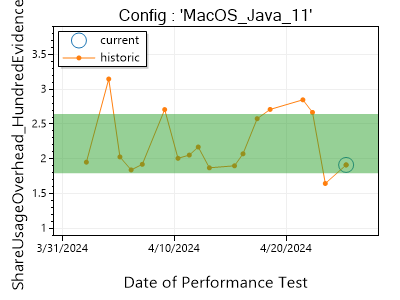 Config : 'MacOS_Java_11'
ShareUsageOverhead_HundredEvidence
current
historic
3.5
3
2.5
2
1.5
1
3/31/2024
4/10/2024
4/20/2024
Date of Performance Test